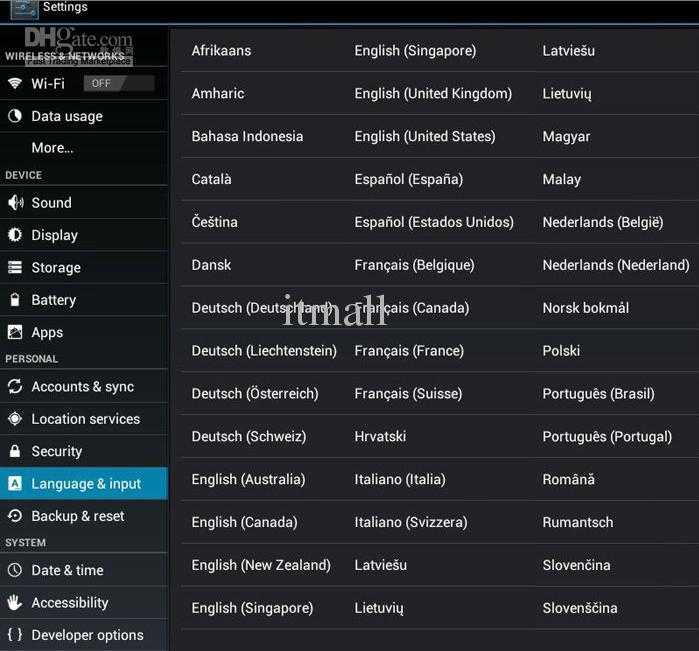 Settings
DHgate.com
WIRELESS & NETWORKS
Fast Trading Marketplace
Wi-Fi OFF
Data usage
More...
DEVICE
Sound
Display
Storage
Battery
Apps
PERSONAL
Accounts & sync
Location services
Security
Language & input
Backup & reset
SYSTEM
Date & time
Accessibility
{ } Developer options
Afrikaans
Amharic
Bahasa Indonesia
Català
Čeština
Dansk
Deutsch (Deutschland)
Deutsch (Liechtenstein)
Deutsch (Österreich)
Deutsch (Schweiz)
English (Australia)
English (Canada)
English (New Zealand)
English (Singapore)
English (Singapore)
English (United Kingdom)
English (United States)
Español (España)
Español (Estados Unidos)
Français (Belgique)
Français (Canada)
Français (France)
Français (Suisse)
Hrvatski
Italiano (Italia)
Italiano (Svizzera)
Latviešu
Lietuvių
Latviešu
Lietuvių
Magyar
Malay
Nederlands (België)
Nederlands (Nederland)
Norsk bokmål
Polski
Português (Brasil)
Português (Portugal)
Română
Rumantsch
Slovenčina
Slovenščina
itmall